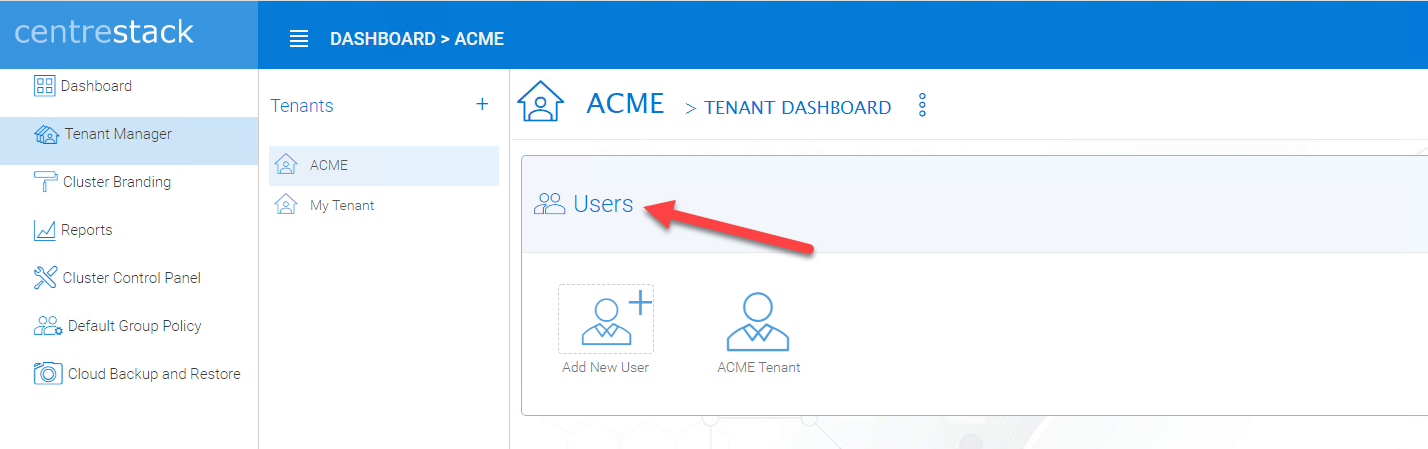 centrestack
DASHBOARD > ACME
Dashboard
Tenant Manager
Cluster Branding
Reports
Cluster Control Panel
Default Group Policy
Cloud Backup and Restore
Tenants +
ACME
My Tenant
ACME > TENANT DASHBOARD
Users
Add New User
ACME Tenant